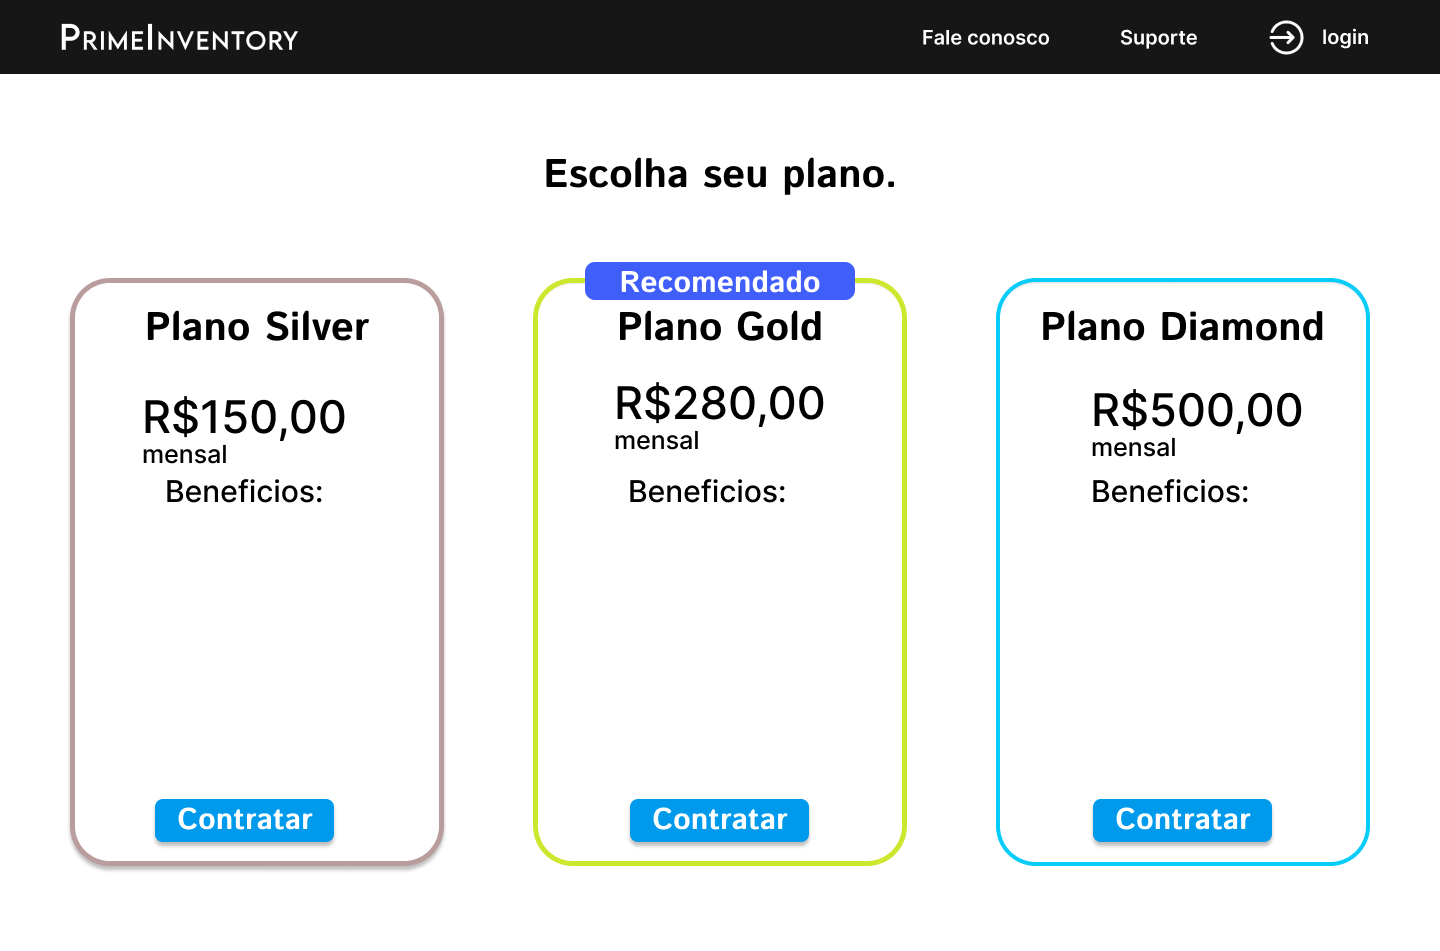 PRIMEINVENTORY
Fale conosco
Suporte
login
Escolha seu plano.
Plano Silver
R$150,00
mensal
Beneficios:
Contratar
Recomendado
Plano Gold
R$280,00
mensal
Beneficios:
Contratar
Plano Diamond
R$500,00
mensal
Beneficios:
Contratar